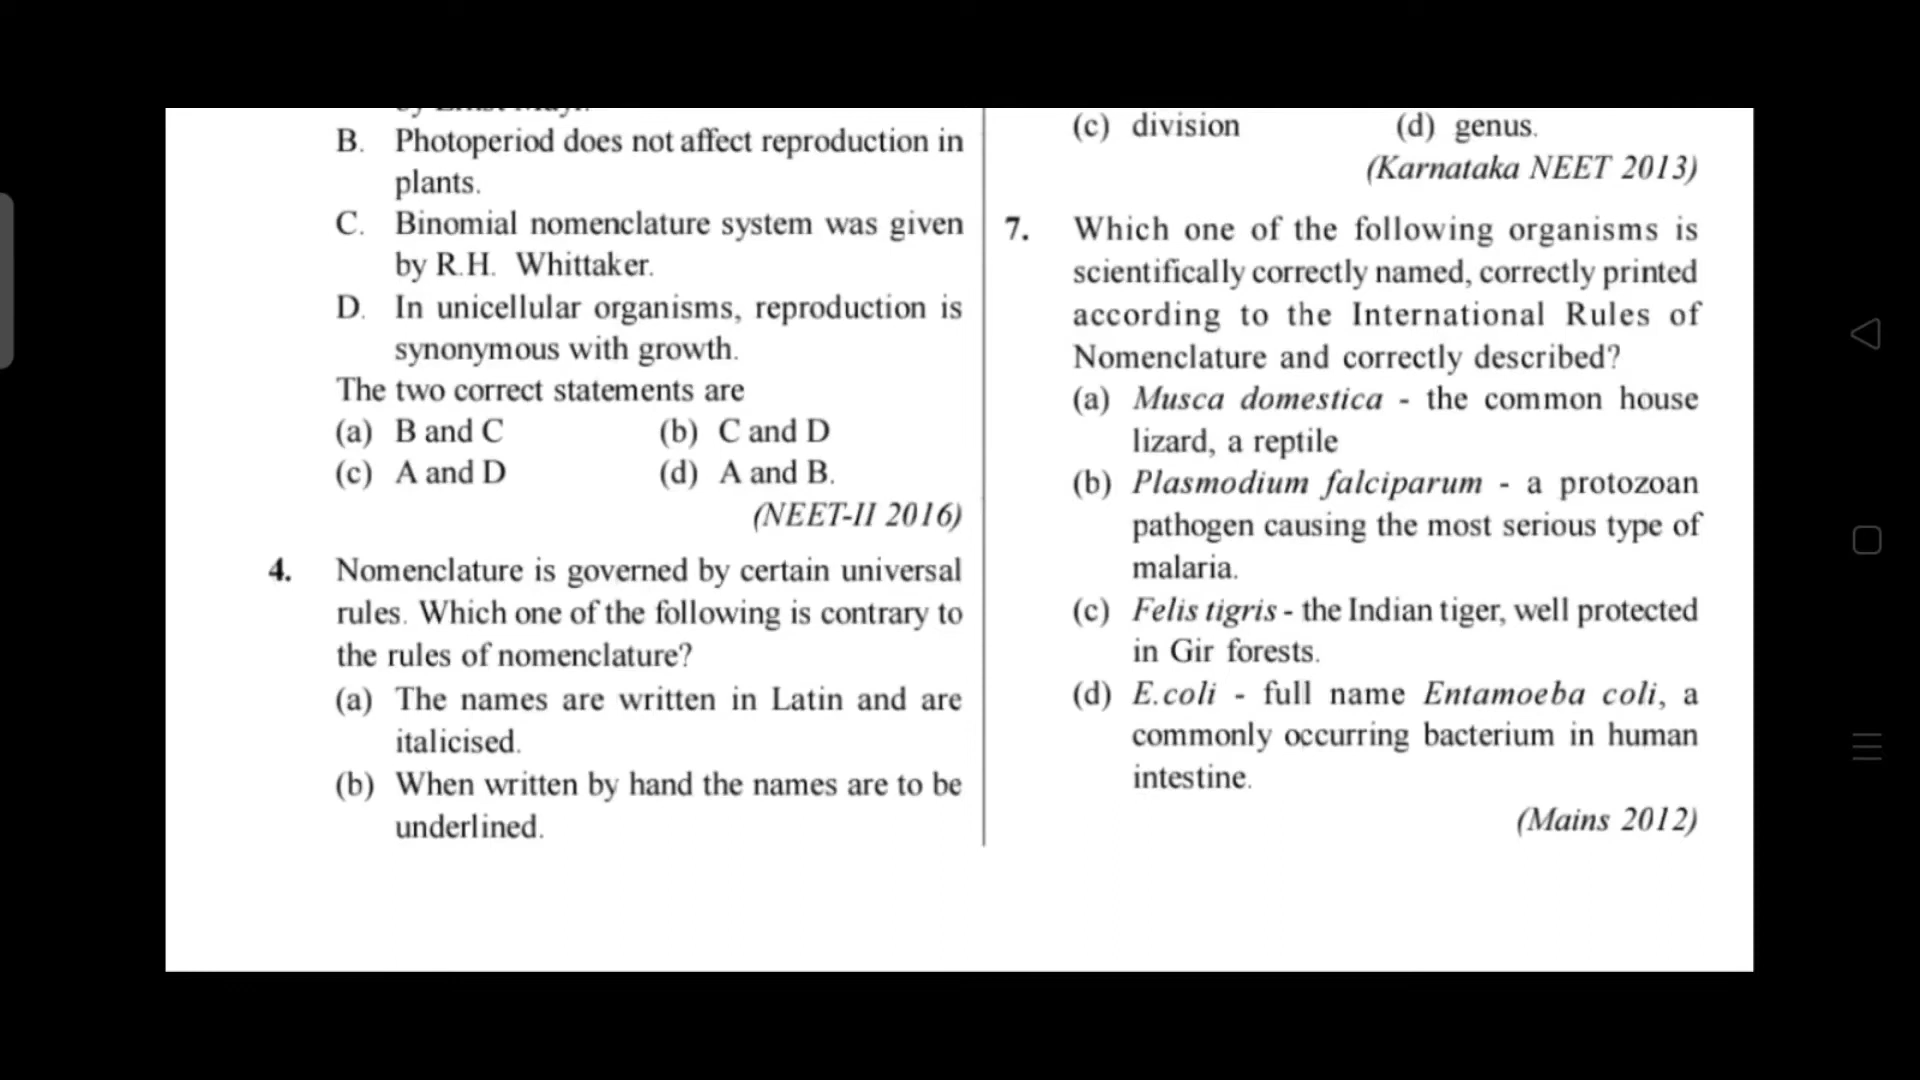 B. Photoperiod does not affect reproduction in
plants.
C. Binomial nomenclature system was given
by R.H. Whittaker.
D. In unicellular organisms, reproduction is
synonymous with growth.
The two correct statements are
(a) B and C (b) C and D
(c) A and D (d) A and B.
(NEET-II 2016)
4. Nomenclature is governed by certain universal
rules. Which one of the following is contrary to
the rules of nomenclature?
(a) The names are written in Latin and are
italicised.
(b) When written by hand the names are to be
underlined.
(c) division (d) genus.
(Karnataka NEET 2013)
7. Which one of the following organisms is
scientifically correctly named, correctly printed
according to the International Rules of
Nomenclature and correctly described?
(a) Musca domestica - the common house
lizard, a reptile
(b) Plasmodium falciparum - a protozoan
pathogen causing the most serious type of
malaria.
(c) Felis tigris - the Indian tiger, well protected
in Gir forests.
(d) E.coli - full name Entamoeba coli, a
commonly occurring bacterium in human
intestine.
(Mains 2012)